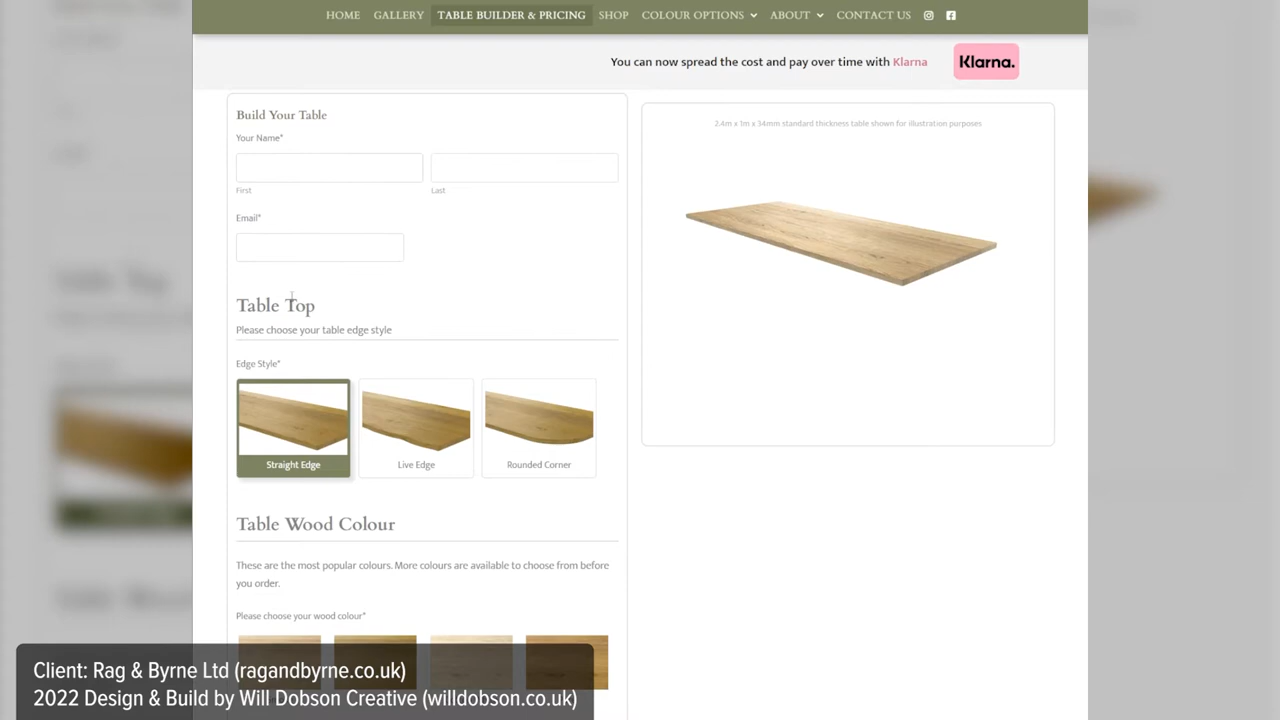 HOME GALLERY TABLE BUILDER & PRICING SHOP COLOUR OPTIONS ABOUT CONTACT US
You can now spread the cost and pay over time with Klarna
Klarna.
Build Your Table
Your Name*
First Last
Email*
Table Top
Please choose your table edge style
Edge Style*
Straight Edge Live Edge Rounded Corner
Table Wood Colour
These are the most popular colours. More colours are available to choose from before
you order.
Please choose your wood colour*
2.4m x 1m x 34mm standard thickness table shown for illustration purposes
Client: Rag & Byrne Ltd (ragandbyrne.co.uk)
2022 Design & Build by Will Dobson Creative (willdobson.co.uk)